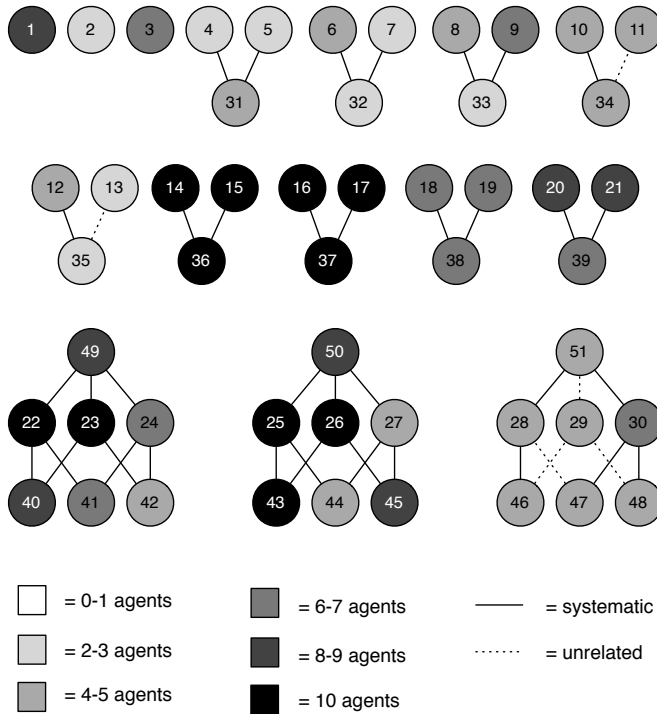 1 2 3 4 5 6 7 8 9 10 11
31 32 33 34
12 13 14 15 16 17 18 19 20 21
35 36 37 38 39
49 50 51
22 23 24 25 26 27 28 29 30
40 41 42 43 44 45 46 47 48
= 0-1 agents = 6-7 agents = systematic
= 2-3 agents = 8-9 agents = unrelated
= 4-5 agents = 10 agents